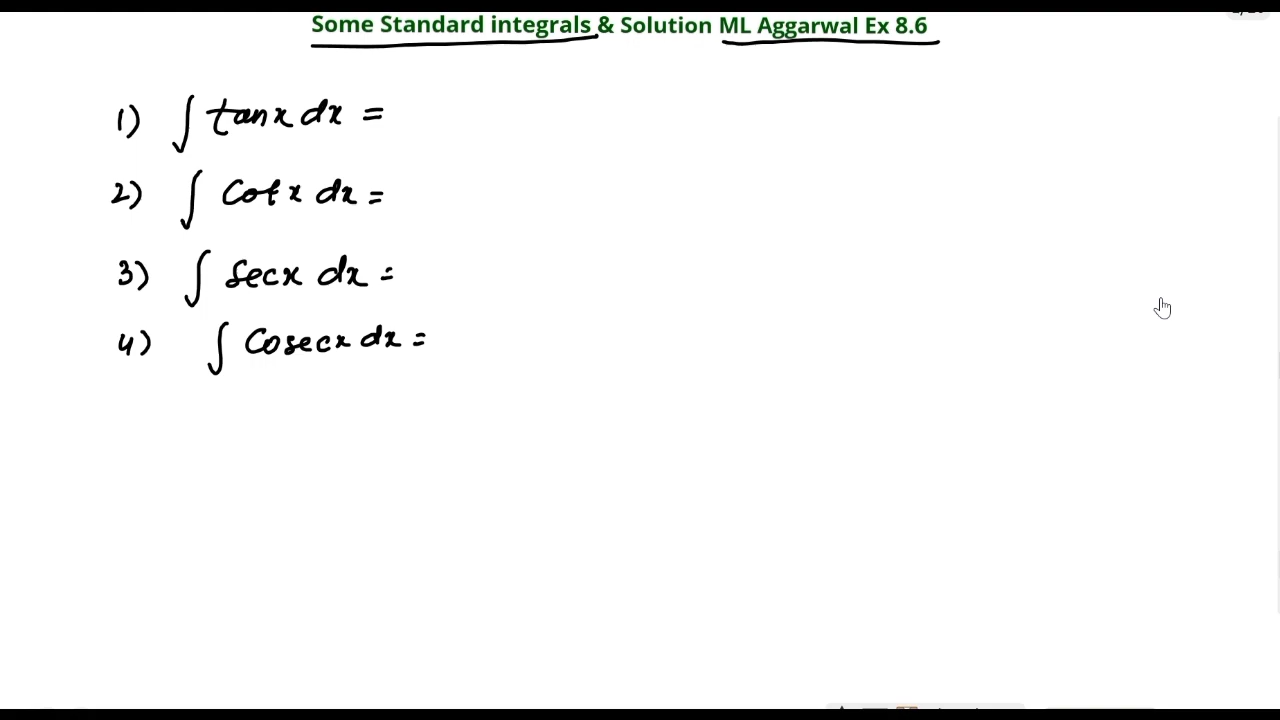 Some Standard integrals & Solution ML Aggarwal Ex 8.6
1) ∫ tanx dx =
2) ∫ Cotx dx =
3) ∫ Secx dx =
4) ∫ Cosecx dx =